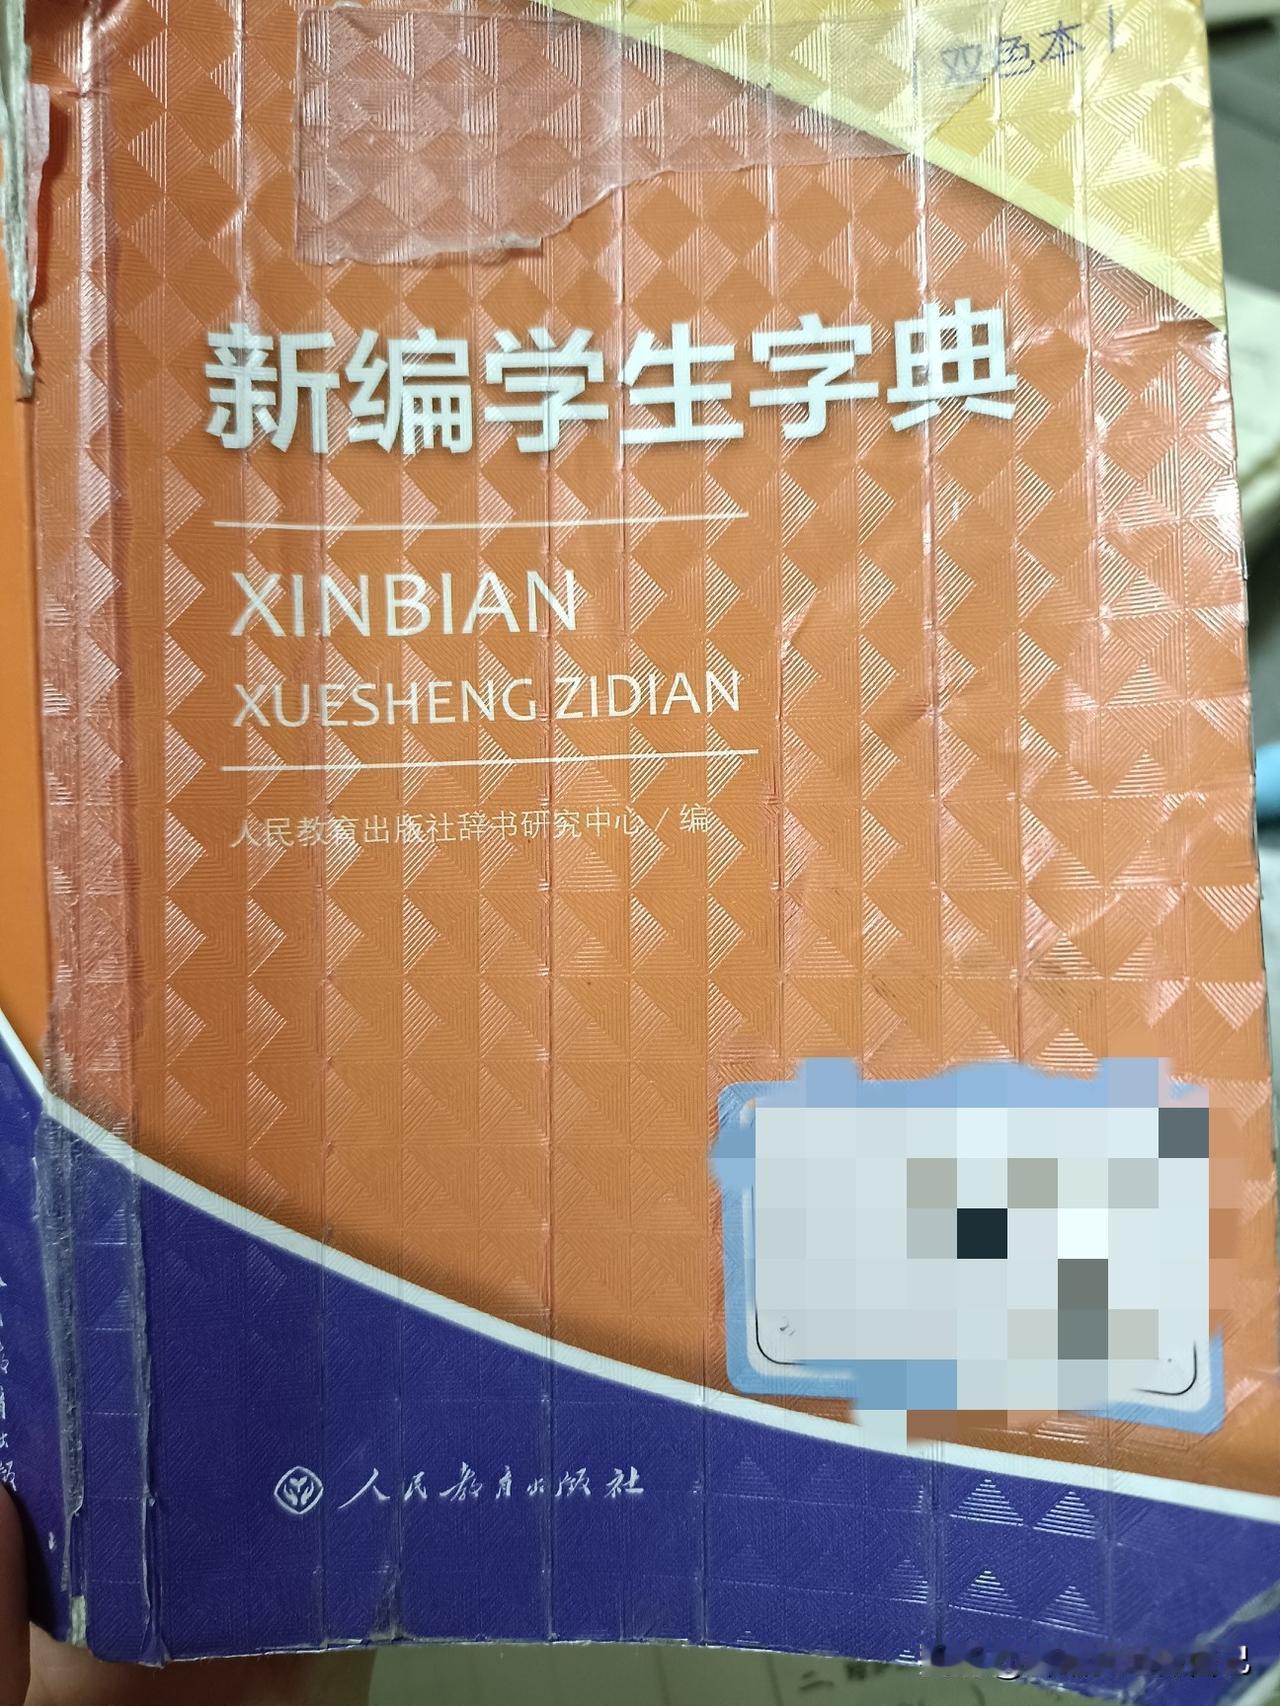 双色本
新编学生字典
XINBIAN
XUESHENG ZIDIAN
人民教育出版社辞书研究中心／编
人民教育出版社